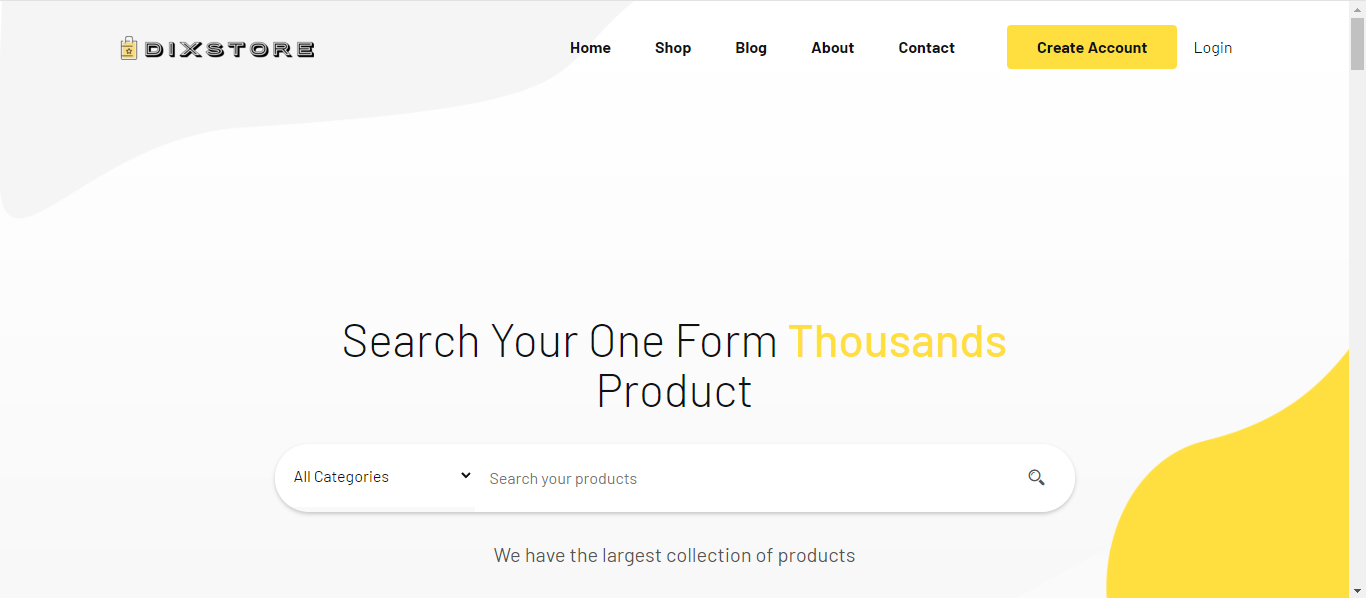 DIXSTORE
Home Shop Blog About Contact Create Account Login
Search Your One Form Thousands
Product
All Categories Search your products
We have the largest collection of products